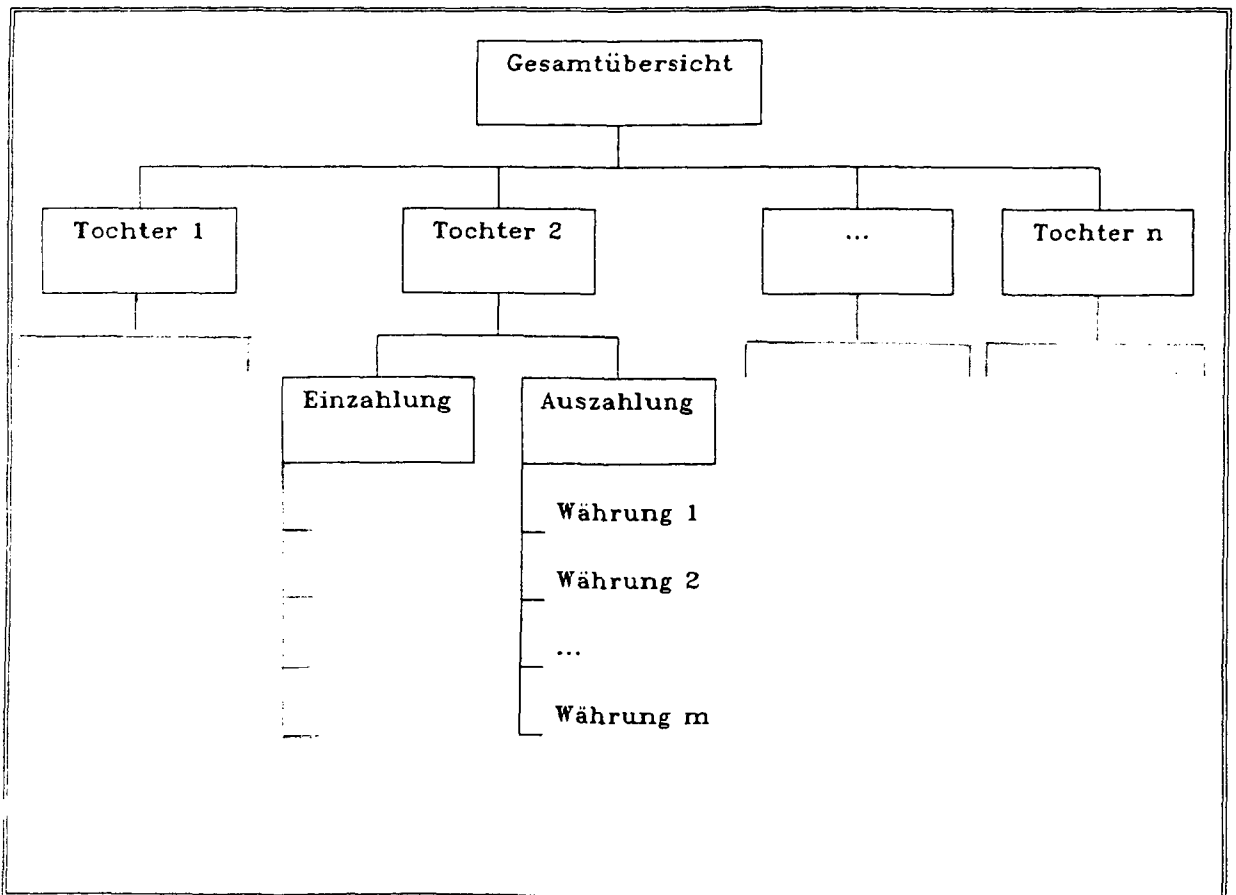 Gesamtübersicht
Tochter 1
Tochter 2
...
Tochter n
Einzahlung
Auszahlung
Währung 1
Währung 2
...
Währung m